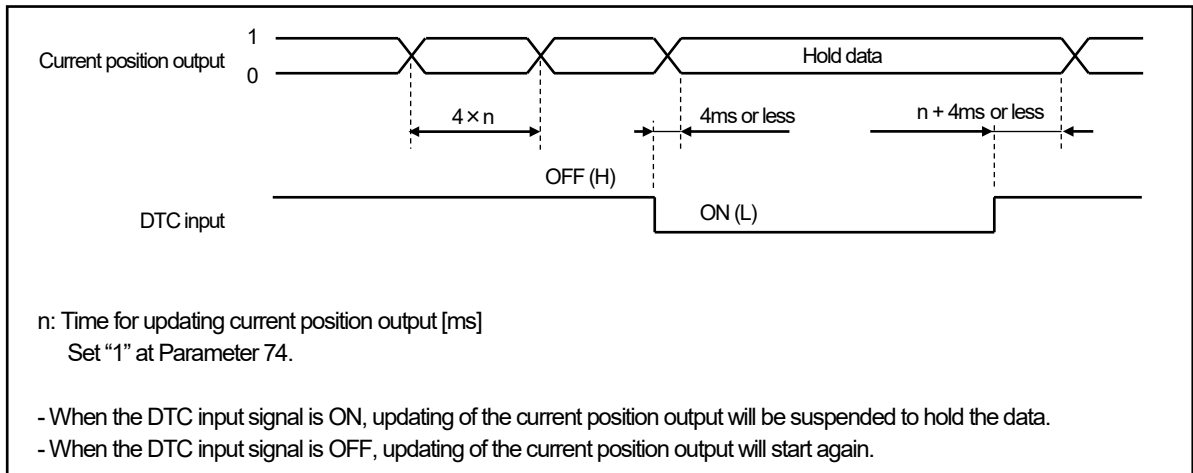 1
Current position output
0
Hold data
4 × n
4ms or less
n + 4ms or less
OFF (H)
DTC input
ON (L)
n: Time for updating current position output [ms]
Set “1” at Parameter 74.
- When the DTC input signal is ON, updating of the current position output will be suspended to hold the data.
- When the DTC input signal is OFF, updating of the current position output will start again.